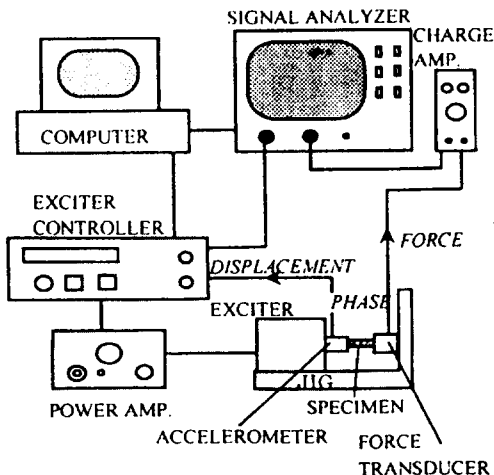 SIGNAL ANALYZER
CHARGE
AMP.
COMPUTER
EXCITER
CONTROLLER
DISPLACEMENT
FORCE
PHASE
EXCITER
JIG
SPECIMEN
POWER AMP.
ACCELEROMETER
FORCE
TRANSDUCER